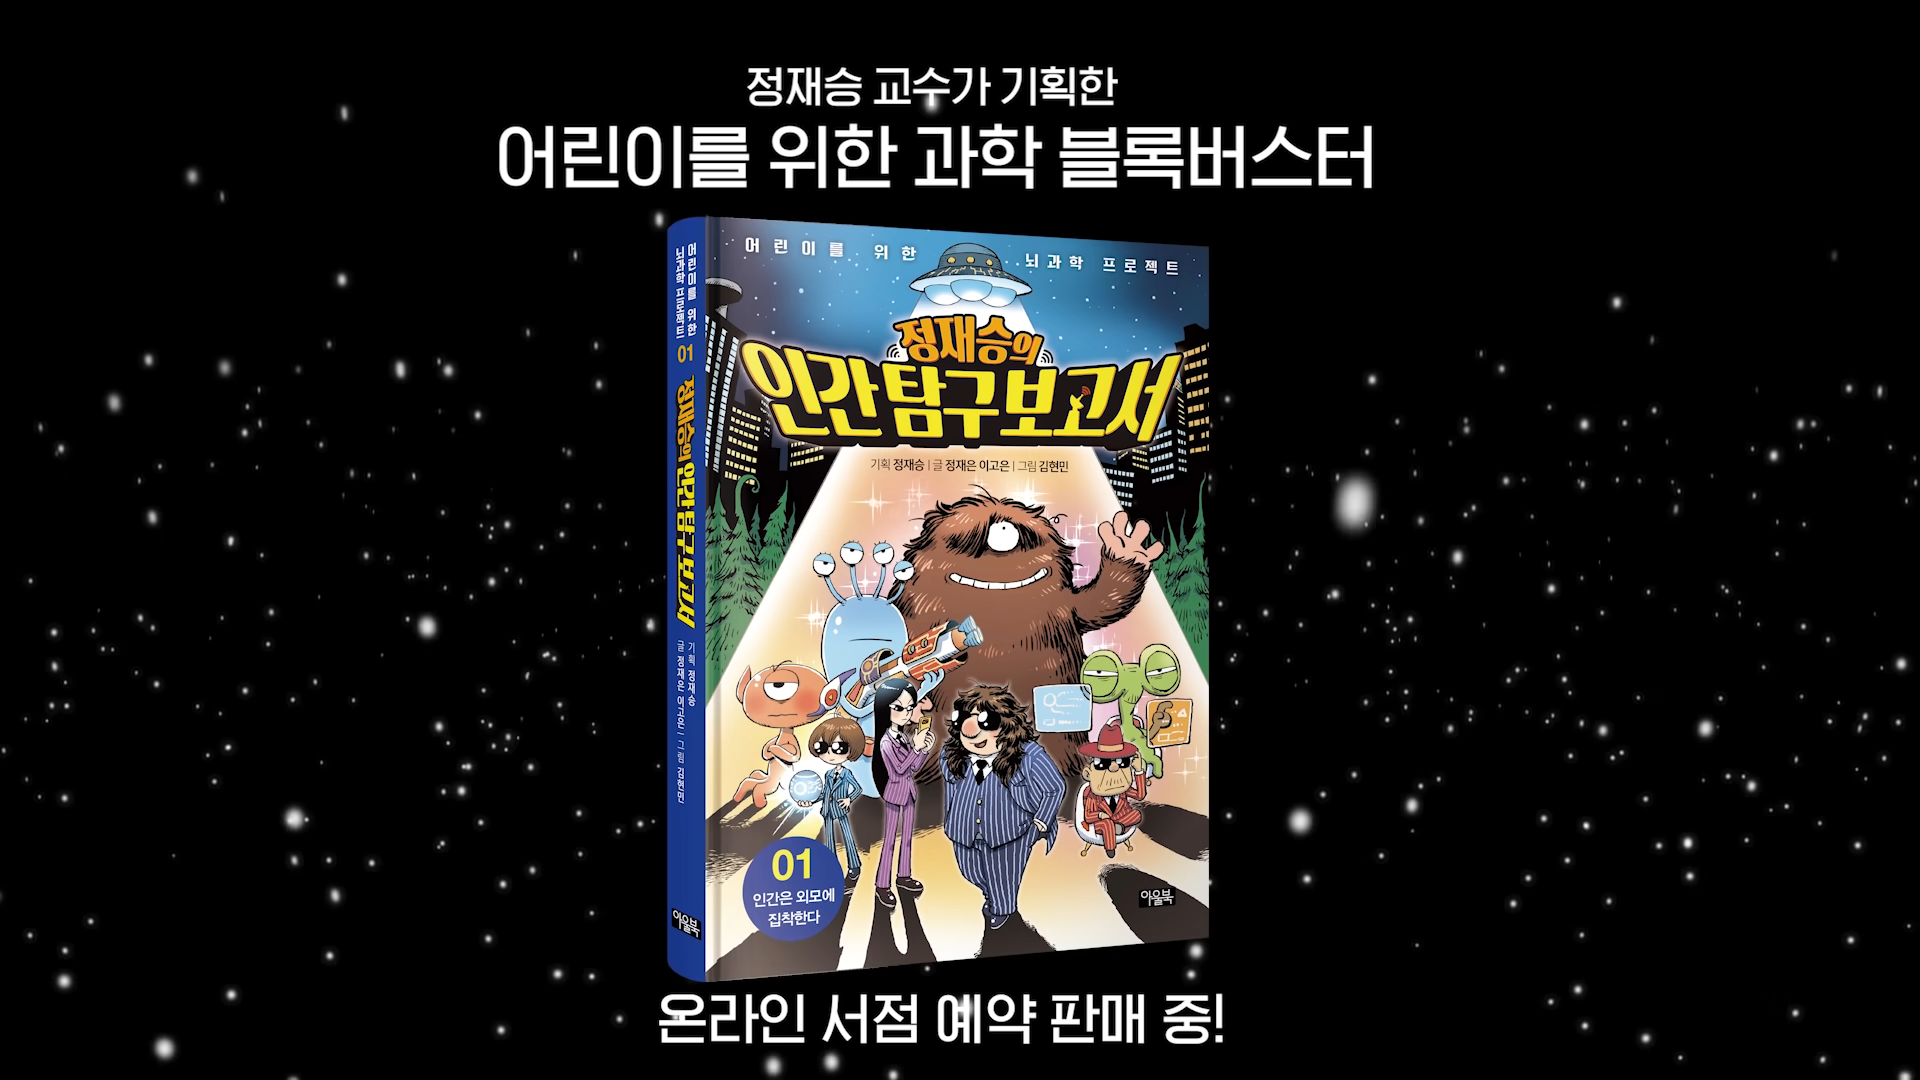 정재승 교수가 기획한
어린이를 위한 과학 블록버스터
어린이를 위한 뇌과학 프로젝트
정재승의
인간탐구보고서
기획 정재승 | 글 정재은 이고은 | 그림 김현민
01
인간은 외모에
집착한다
아울북
어린이를 위한
뇌과학 프로젝트
01
정재승의 인간탐구보고서
기획 정재승
글 정재은 이고은 | 그림 김현민
아울북
온라인 서점 예약 판매 중!